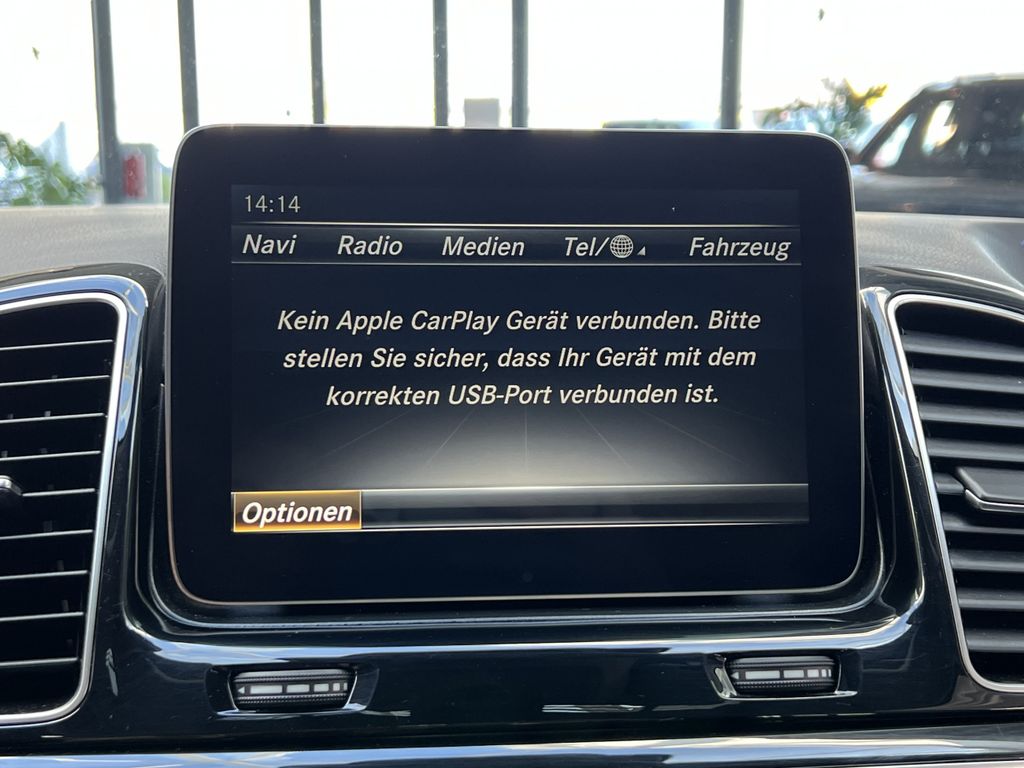 14:14
Navi Radio Medien Tel/ Fahrzeug
Kein Apple CarPlay Gerät verbunden. Bitte
stellen Sie sicher, dass Ihr Gerät mit dem
korrekten USB-Port verbunden ist.
Optionen